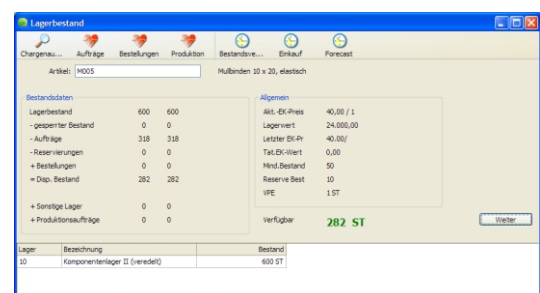 Lagerbestand
Chargenau... Aufträge Bestellungen Produktion Bestandsve... Einkauf Forecast
Artikel: M005 Mulbinden 10 x 20, elastisch
Bestandsdaten Allgemein
Lagerbestand 600 600 Akt.-EK-Preis 40,00 / 1
- gesperrter Bestand 0 0 Lagerwert 24.000,00
- Aufträge 318 318 Letzter EK-Pr 40.00/
- Reservierungen 0 0 Tat.EK-Wert 0,00
+ Bestellungen 0 0 Mind.Bestand 50
= Disp. Bestand 282 282 Reserve Best 10
VPE 1 ST
+ Sonstige Lager 0 0
+ Produktionsaufträge 0 0 Verfügbar 282 ST Weiter
Lager Bezeichnung Bestand
10 Komponentenlager II (veredelt) 600 ST